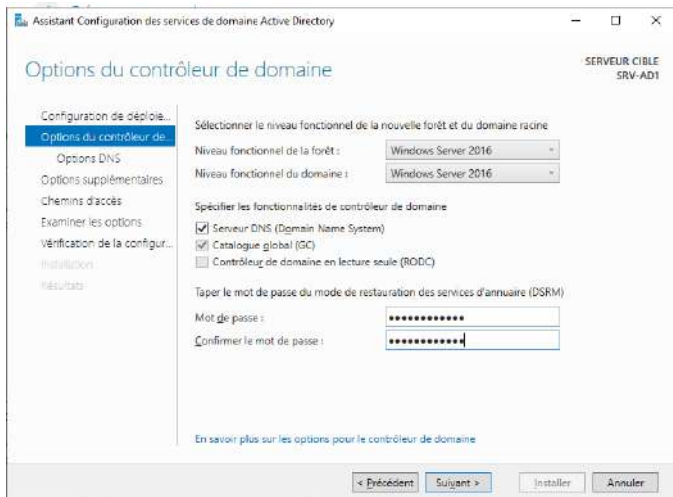 Assistant Configuration des services de domaine Active Directory
Options du contrôleur de domaine
SERVEUR CIBLE
SRV-AD1
Configuration de déploie...
Options du contrôleur de...
Options DNS
Options supplémentaires
Chemins d'accès
Examiner les options
Vérification de la configur...
Installation
Résultats
Sélectionner le niveau fonctionnel de la nouvelle forêt et du domaine racine
Niveau fonctionnel de la forêt :
Windows Server 2016
Niveau fonctionnel du domaine :
Windows Server 2016
Spécifier les fonctionnalités de contrôleur de domaine
Serveur DNS (Domain Name System)
Catalogue global (GC)
Contrôleur de domaine en lecture seule (RODC)
Taper le mot de passe du mode de restauration des services d'annuaire (DSRM)
Mot de passe :
••••••••••••
Confirmer le mot de passe :
••••••••••••
En savoir plus sur les options pour le contrôleur de domaine
< Précédent
Suivant >
Installer
Annuler